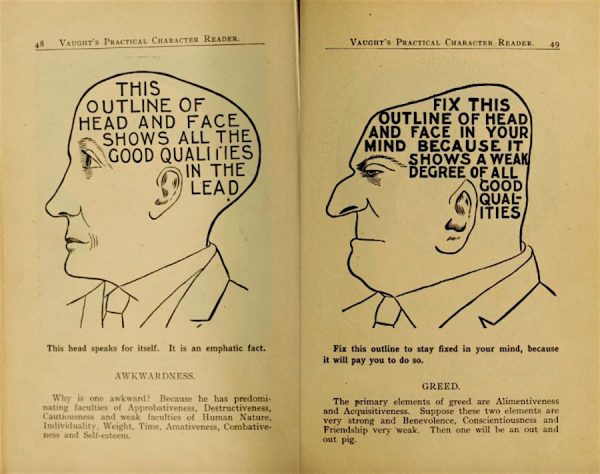 48 VAUGHT'S PRACTICAL CHARACTER READER.
THIS
OUTLINE OF
HEAD AND FACE
SHOWS ALL THE
GOOD QUALITIES
IN THE
LEAD
This head speaks for itself. It is an emphatic fact.
AWKWARDNESS.
Why is one awkward? Because he has predomi-
nating faculties of Approbativeness, Destructiveness,
Cautiousness and weak faculties of Human Nature,
Individuality, Weight, Time, Amativeness, Combative-
ness and Self-esteem.
VAUGHT'S PRACTICAL CHARACTER READER. 49
FIX THIS
OUTLINE OF HEAD
AND FACE IN YOUR
MIND BECAUSE IT
SHOWS A WEAK
DEGREE OF ALL
GOOD
QUAL-
ITIES
Fix this outline to stay fixed in your mind, because
it will pay you to do so.
GREED.
The primary elements of greed are Alimentiveness
and Acquisitiveness. Suppose these two elements are
very strong and Benevolence, Conscientiousness and
Friendship very weak. Then one will be an out and
out pig.